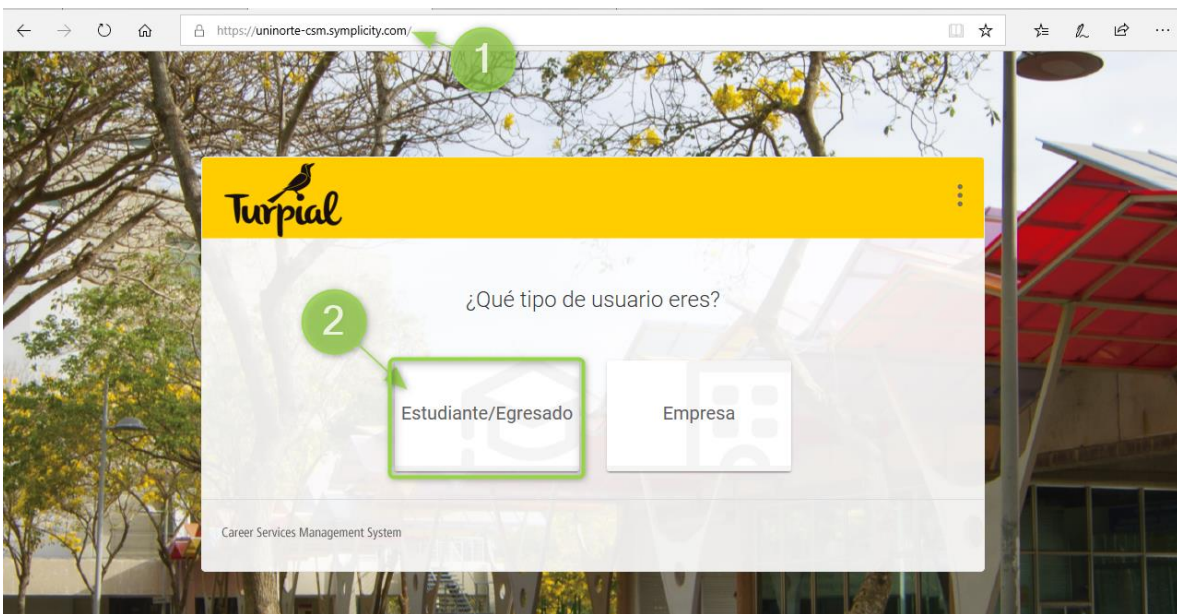 https://uninorte-csm.symplicity.com/
1
Turpial
¿Qué tipo de usuario eres?
2
Estudiante/Egresado
Empresa
Career Services Management System